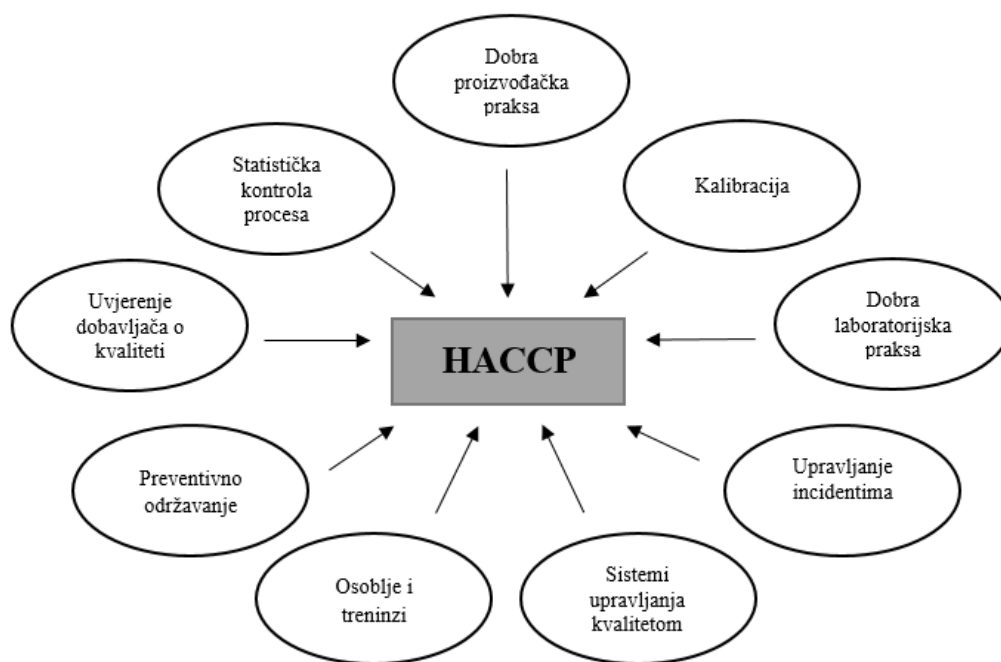 Dobra
proizvođačka
praksa
Statistička
kontrola
procesa
Kalibracija
Uvjerenje
dobavljača o
kvaliteti
Dobra
laboratorijska
praksa
HACCP
Preventivno
održavanje
Upravljanje
incidentima
Osoblje i
treninzi
Sistemi
upravljanja
kvalitetom